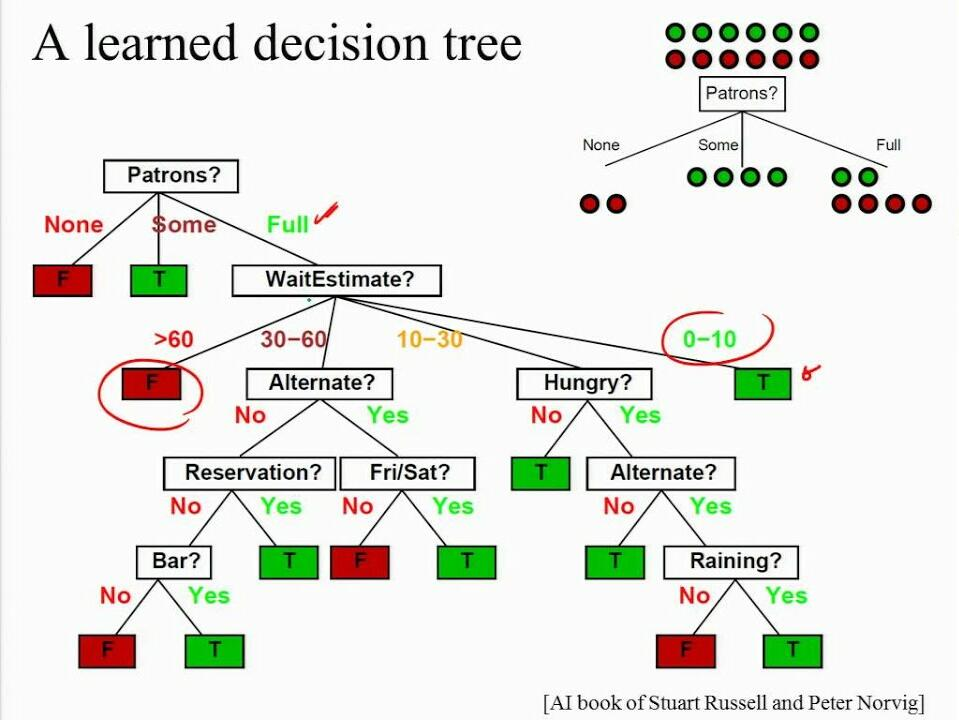 A learned decision tree
Patrons?
None Some Full
Patrons?
None Some Full
F T WaitEstimate?
>60 30−60 10−30 0−10
F Alternate? Hungry? T
No Yes No Yes
Reservation? Fri/Sat? T Alternate?
No Yes No Yes No Yes
Bar? T F T T Raining?
No Yes No Yes
F T F T
[AI book of Stuart Russell and Peter Norvig]